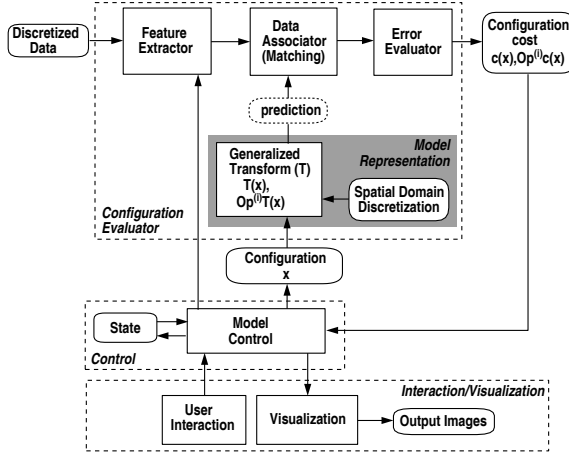 Discretized
Data
Feature
Extractor
Data
Associator
(Matching)
Error
Evaluator
Configuration
cost
c(x),Op(i)c(x)
prediction
Model
Representation
Generalized
Transform (T)
T(x),
Op(i)T(x)
Spatial Domain
Discretization
Configuration
Evaluator
Configuration
x
State
Model
Control
Control
Interaction/Visualization
User
Interaction
Visualization
Output Images